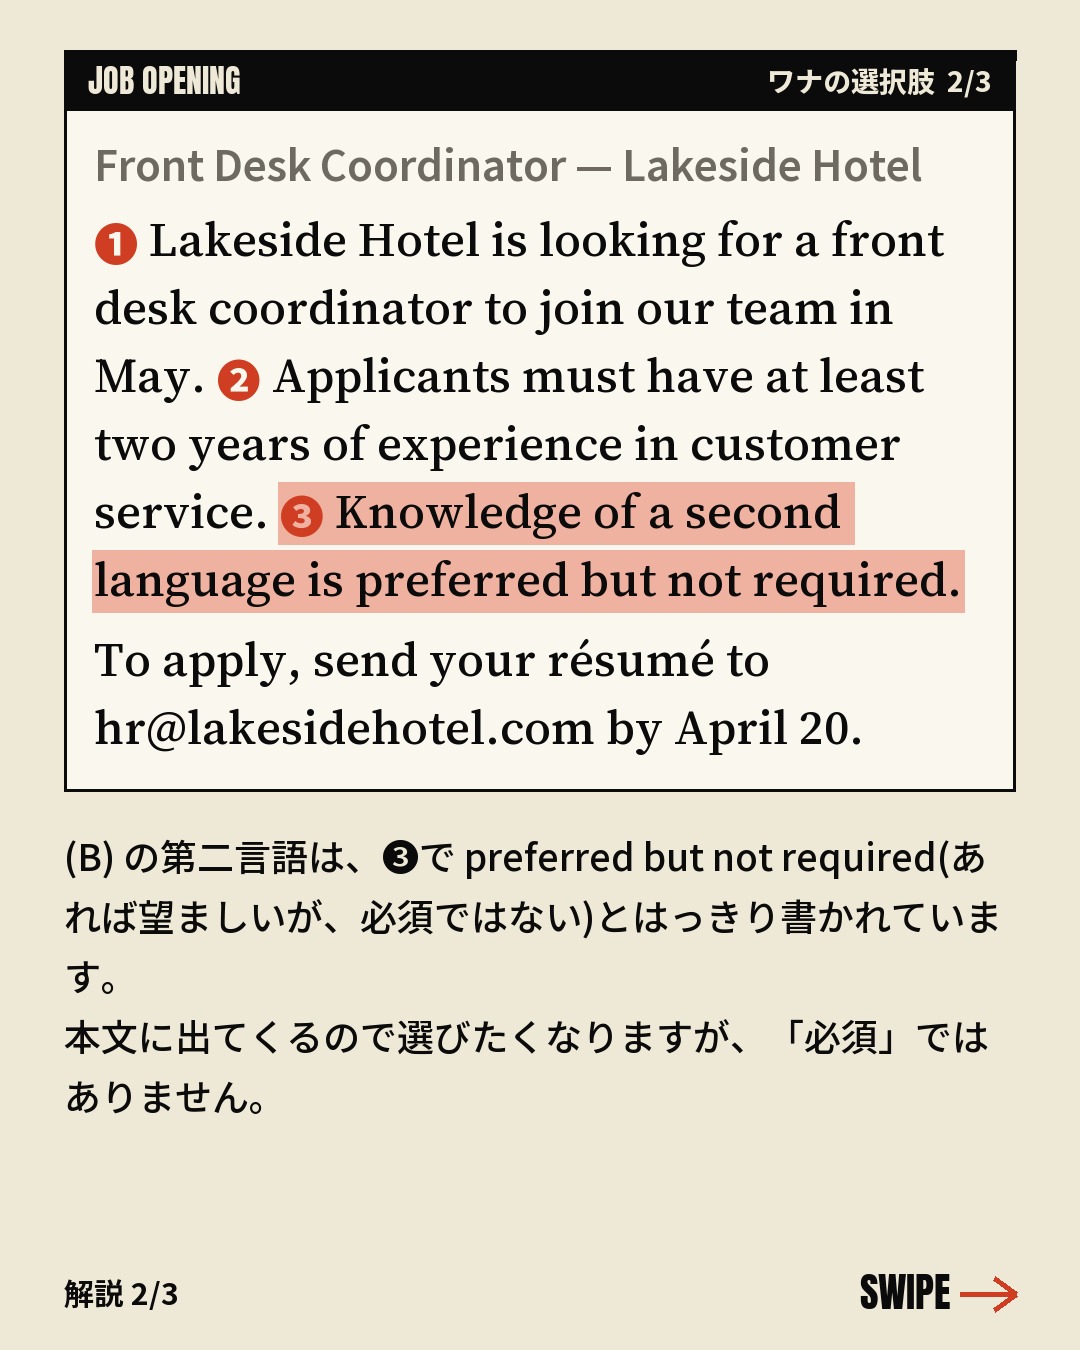 JOB OPENING
ワナの選択肢 2/3
Front Desk Coordinator — Lakeside Hotel
❶ Lakeside Hotel is looking for a front
desk coordinator to join our team in
May. ❷ Applicants must have at least
two years of experience in customer
service. ❸ Knowledge of a second
language is preferred but not required.
To apply, send your résumé to
hr@lakesidehotel.com by April 20.
(B) の第二言語は、❸で preferred but not required(あ
れば望ましいが、必須ではない)とはっきり書かれていま
す。
本文に出てくるので選びたくなりますが、「必須」では
ありません。
解説 2/3
SWIPE →